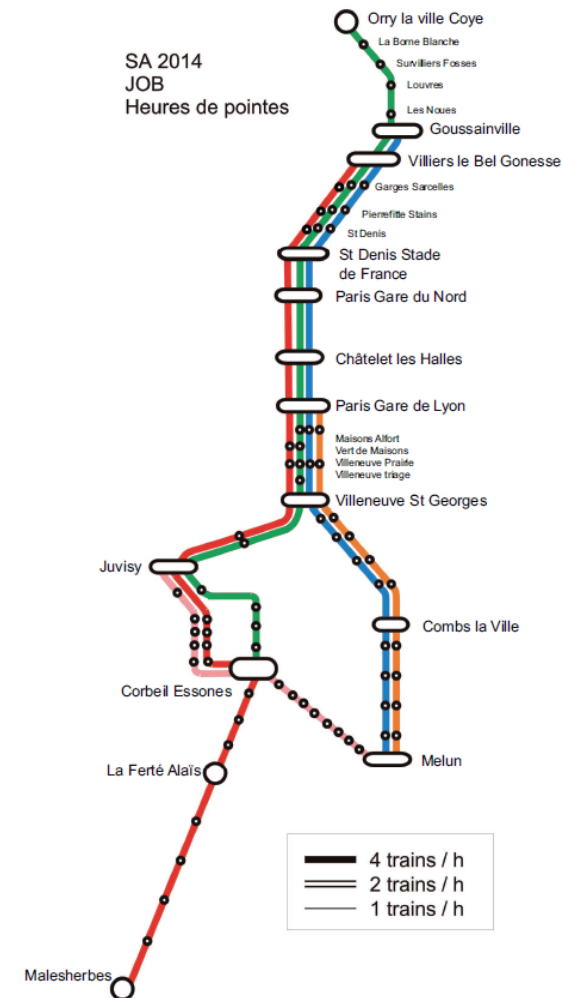 Orry la ville Coye
La Borne Blanche
SA 2014
JOB
Heures de pointes
Survilliers Fosses
Louvres
Les Noues
Goussainville
Villiers le Bel Gonesse
Garges Sarcelles
Pierrefitte Stains
St Denis
St Denis Stade
de France
Paris Gare du Nord
Châtelet les Halles
Paris Gare de Lyon
Maisons Alfort
Vert de Maisons
Villeneuve Prairie
Villeneuve triage
Villeneuve St Georges
Juvisy
Combs la Ville
Corbeil Essones
Melun
La Ferté Alaïs
4 trains / h
2 trains / h
1 trains / h
Malesherbes